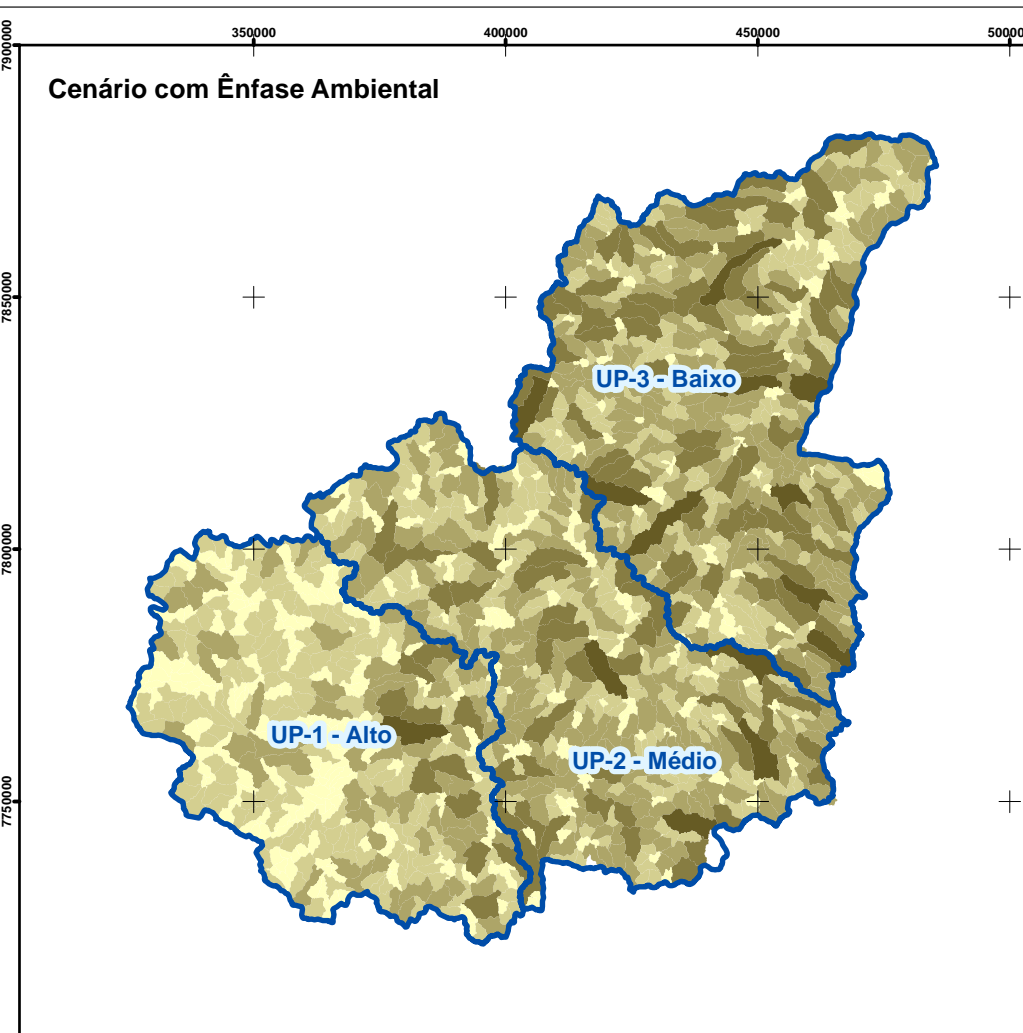 350000
400000
450000
500000
7900000
Cenário com Ênfase Ambiental
7850000
UP-3 - Baixo
7800000
UP-1 - Alto
UP-2 - Médio
7750000